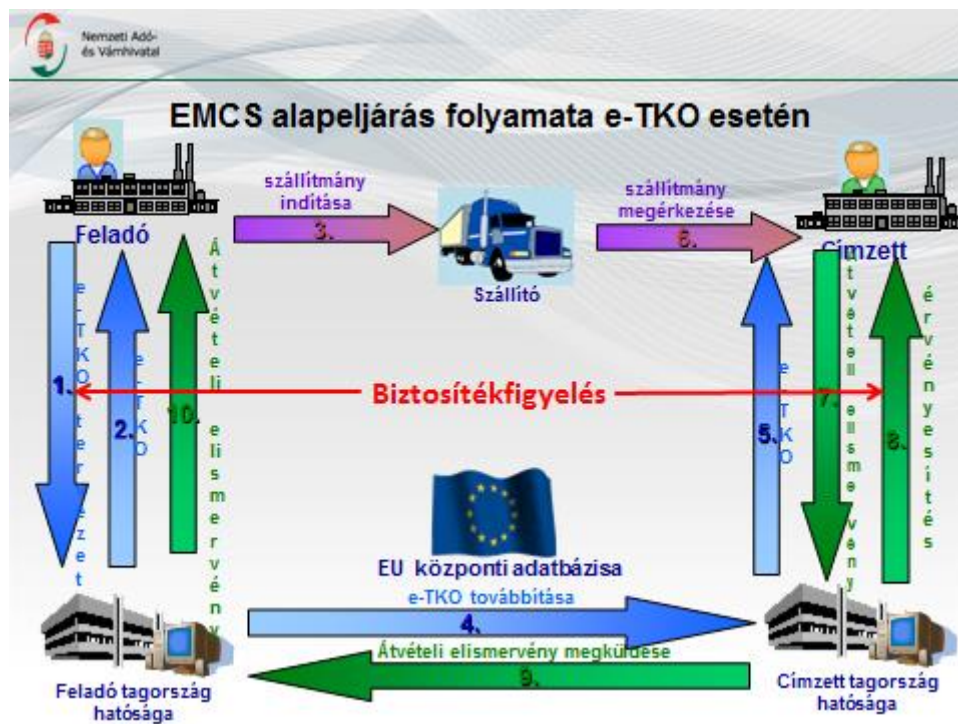 Nemzeti Adó-
és Vámhivatal
EMCS alapeljárás folyamata e-TKO esetén
szállítmány
indítása
szállítmány
megérkezése
3.
6.
Feladó
Címzett
Szállító
1.
e-TKO tervezet
2.
e-TKO
10.
Átvételi elismervény
Biztosítékfigyelés
5.
e-TKO
7.
Átvételi elismervény
8.
érvényesítés
EU központi adatbázisa
e-TKO továbbítása
4.
Átvételi elismervény megküldése
9.
Feladó tagország
hatósága
Címzett tagország
hatósága